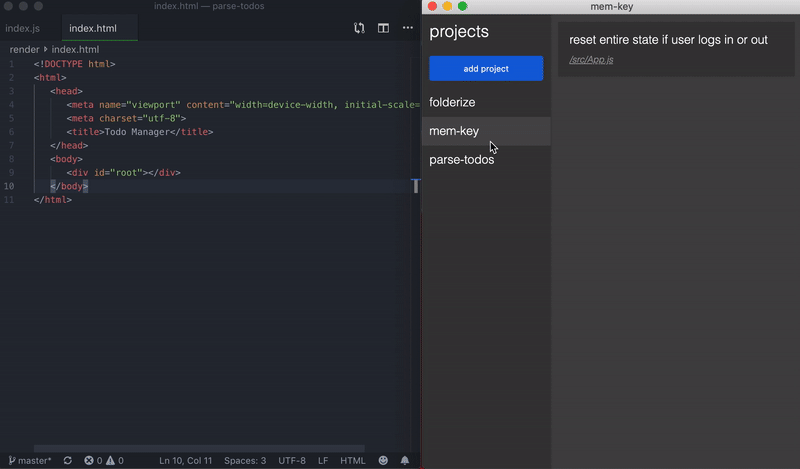 index.html — parse-todos
index.js
index.html
render index.html
1 <!DOCTYPE html>
2 <html>
3 <head>
4 <meta name="viewport" content="width=device-width, initial-scale=
5 <meta charset="utf-8">
6 <title>Todo Manager</title>
7 </head>
8 <body>
9 <div id="root"></div>
10 </body>
11 </html>
master*
0 0
Ln 10, Col 11
Spaces: 3
UTF-8
LF
HTML
mem-key
projects
add project
folderize
mem-key
parse-todos
reset entire state if user logs in or out
/src/App.js